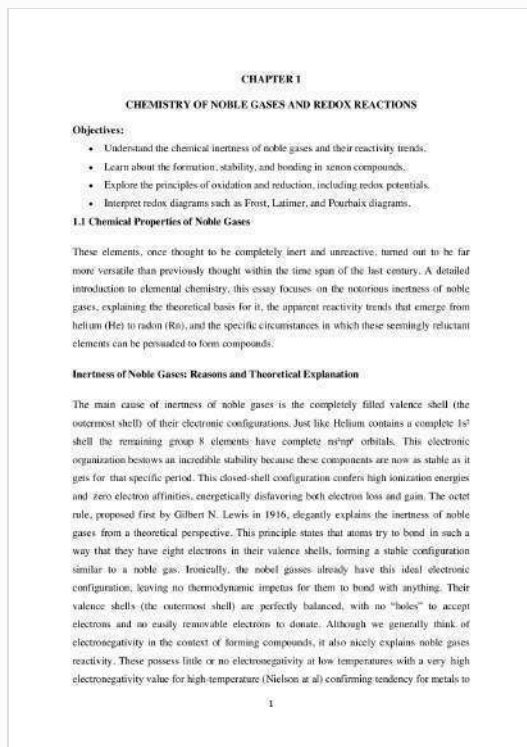 CHAPTER 1
CHEMISTRY OF NOBLE GASES AND REDOX REACTIONS
Objectives:
• Understand the chemical inertness of noble gases and their reactivity trends.
• Learn about the formation, stability, and bonding in xenon compounds.
• Explore the principles of oxidation and reduction, including redox potentials.
• Interpret redox diagrams such as Frost, Latimer, and Pourbaix diagrams.
1.1 Chemical Properties of Noble Gases
These elements, once thought to be completely inert and unreactive, turned out to be far
more versatile than previously thought within the time span of the last century. A detailed
introduction to elemental chemistry, this essay focuses on the notorious inertness of noble
gases, explaining the theoretical basis for it, the apparent reactivity trends that emerge from
helium (He) to radon (Rn), and the specific circumstances in which these seemingly reluctant
elements can be persuaded to form compounds.
Inertness of Noble Gases: Reasons and Theoretical Explanation
The main cause of inertness of noble gases is the completely filled valence shell (the
outermost shell) of their electronic configurations. Just like Helium contains a complete 1s²
shell the remaining group 8 elements have complete ns²np⁶ orbitals. This electronic
organization bestows an incredible stability because these components are now as stable as it
gets for that specific period. This closed-shell configuration confers high ionization energies
and zero electron affinities, energetically disfavoring both electron loss and gain. The octet
rule, proposed first by Gilbert N. Lewis in 1916, elegantly explains the inertness of noble
gases from a theoretical perspective. This principle states that atoms try to bond in such a
way that they have eight electrons in their valence shells, forming a stable configuration
similar to a noble gas. Ironically, the nobel gasses already have this ideal electronic
configuration, leaving no thermodynamic impetus for them to bond with anything. Their
valence shells (the outermost shell) are perfectly balanced, with no “holes” to accept
electrons and no easily removable electrons to donate. Although we generally think of
electronegativity in the context of forming compounds, it also nicely explains noble gases
reactivity. These possess little or no electronegativity at low temperatures with a very high
electronegativity value for high-temperature (Nielson at al) confirming tendency for metals to
1